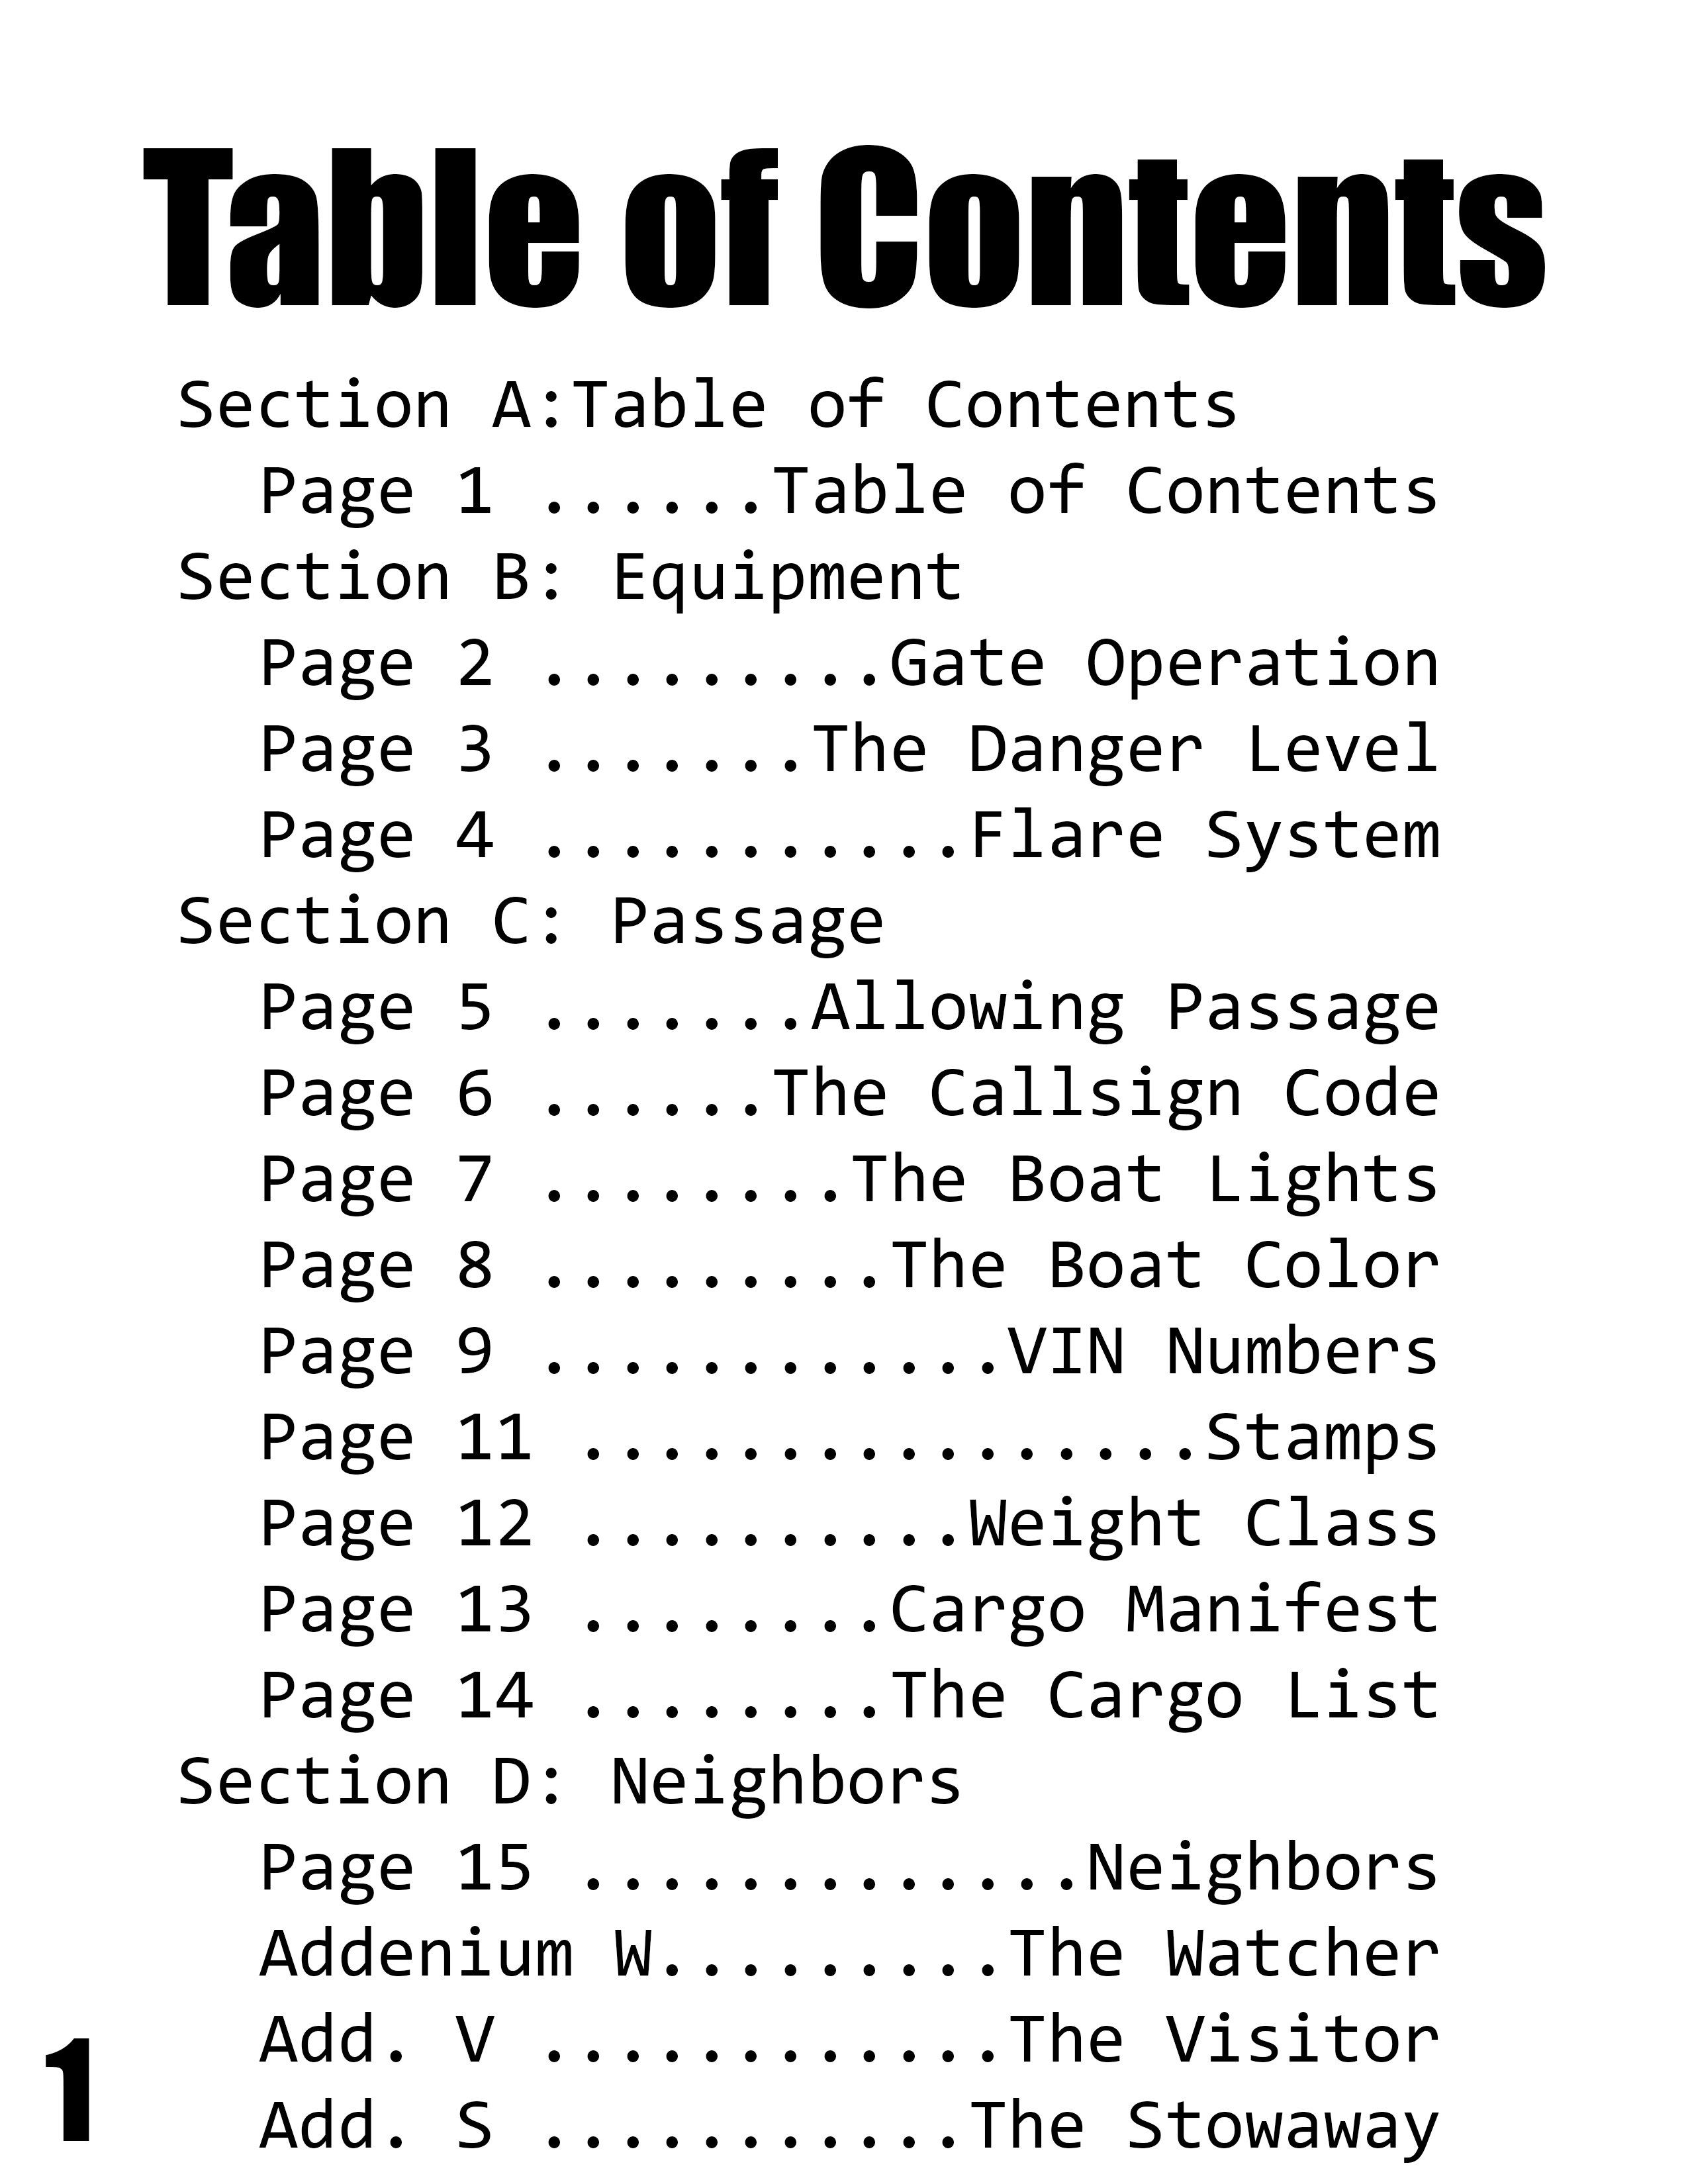 Table of Contents
Section A:Table of Contents
Page 1 ......Table of Contents
Section B: Equipment
Page 2 .........Gate Operation
Page 3 .......The Danger Level
Page 4 ...........Flare System
Section C: Passage
Page 5 .......Allowing Passage
Page 6 ......The Callsign Code
Page 7 ........The Boat Lights
Page 8 .........The Boat Color
Page 9 ............VIN Numbers
Page 11 ................Stamps
Page 12 ..........Weight Class
Page 13 ........Cargo Manifest
Page 14 ........The Cargo List
Section D: Neighbors
Page 15 .............Neighbors
Addenium W.........The Watcher
Add. V ............The Visitor
Add. S ...........The Stowaway
1